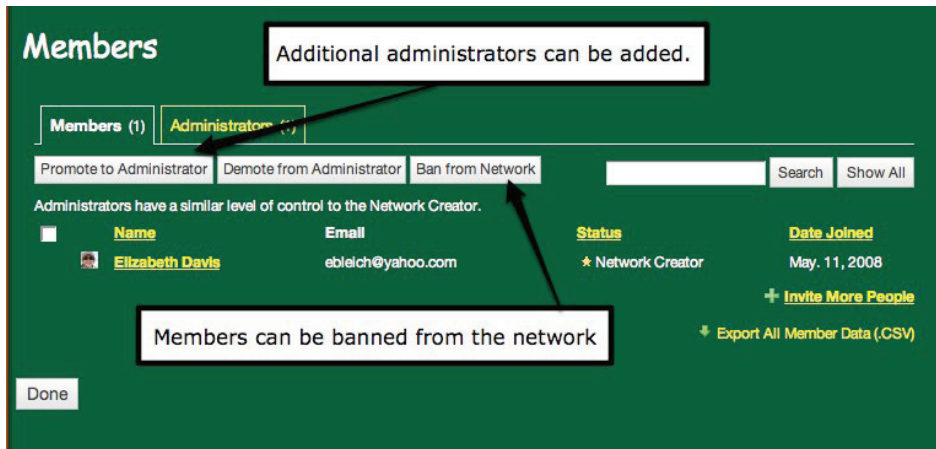 Members
Additional administrators can be added.
Members (1) Administrators (1)
Promote to Administrator Demote from Administrator Ban from Network Search Show All
Administrators have a similar level of control to the Network Creator.
Name Email Status Date Joined
Elizabeth Davis ebleich@yahoo.com Network Creator May. 11, 2008
Invite More People
Members can be banned from the network
Export All Member Data (.CSV)
Done